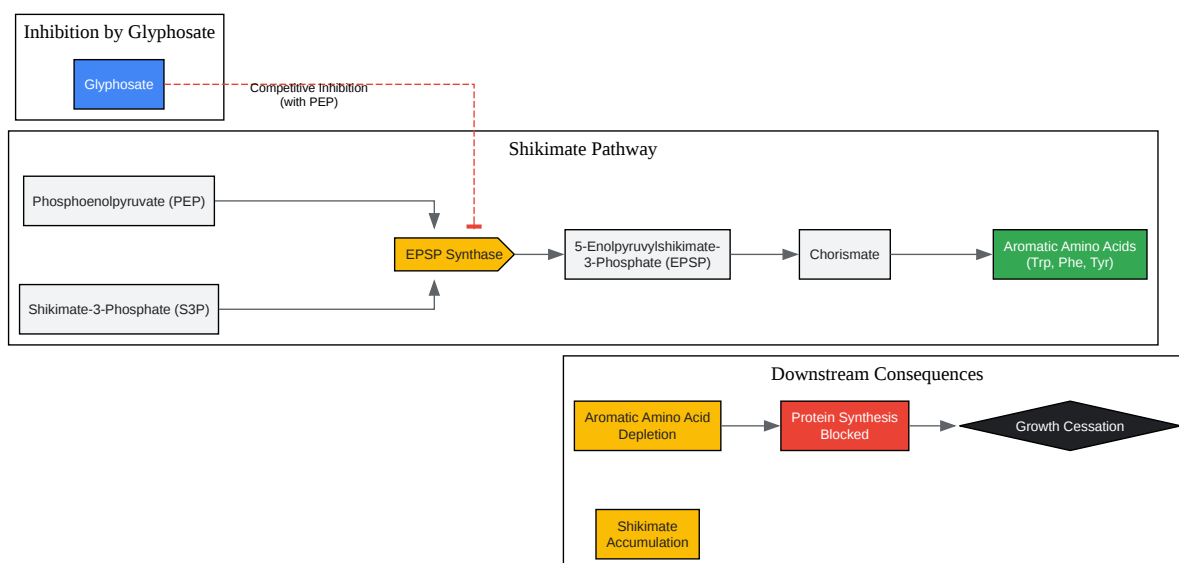 Inhibition by Glyphosate
Glyphosate
Competitive Inhibition
(with PEP)
Shikimate Pathway
Phosphoenolpyruvate (PEP)
Shikimate-3-Phosphate (S3P)
EPSP Synthase
5-Enolpyruvylshikimate-
3-Phosphate (EPSP)
Chorismate
Aromatic Amino Acids
(Trp, Phe, Tyr)
Downstream Consequences
Aromatic Amino Acid
Depletion
Protein Synthesis
Blocked
Growth Cessation
Shikimate
Accumulation